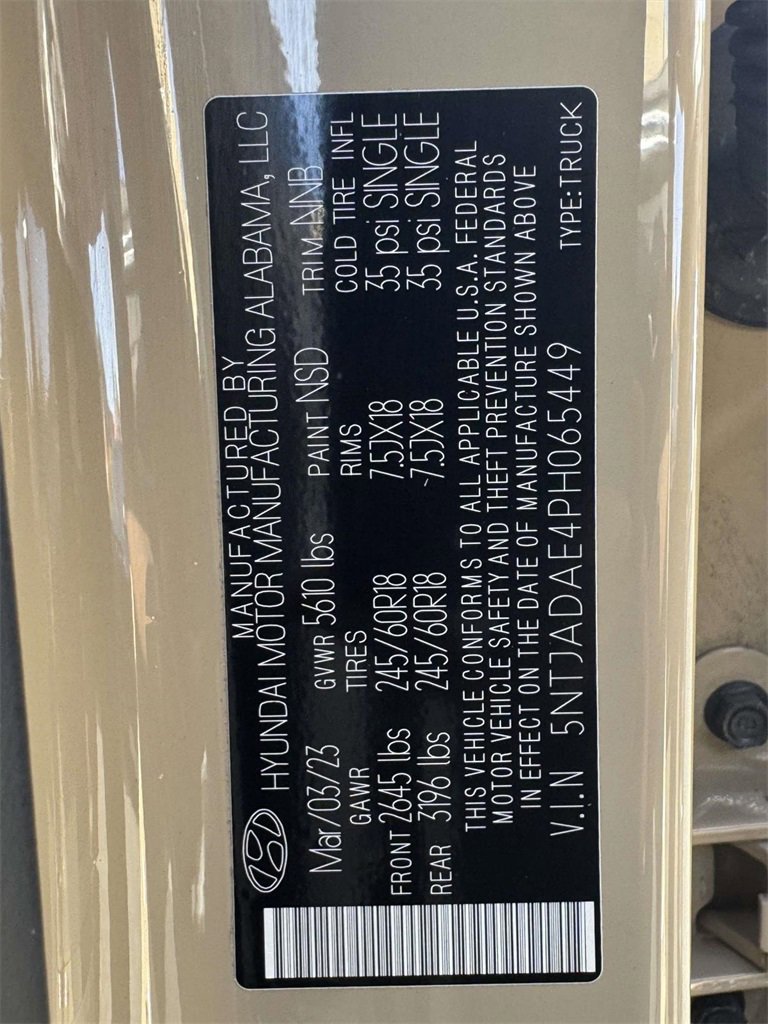 MANUFACTURED BY
HYUNDAI MOTOR MANUFACTURING ALABAMA, LLC
Mar/03/23 GVWR 5610 lbs PAINT NSD TRIM NNB
GAWR TIRES RIMS COLD TIRE INFL
FRONT 2645 lbs 245/60R18 7.5JX18 35 psi SINGLE
REAR 3196 lbs 245/60R18 7.5JX18 35 psi SINGLE
THIS VEHICLE CONFORMS TO ALL APPLICABLE U.S.A. FEDERAL
MOTOR VEHICLE SAFETY AND THEFT PREVENTION STANDARDS
IN EFFECT ON THE DATE OF MANUFACTURE SHOWN ABOVE
V.I.N 5NTJADAE4PH065449 TYPE:TRUCK